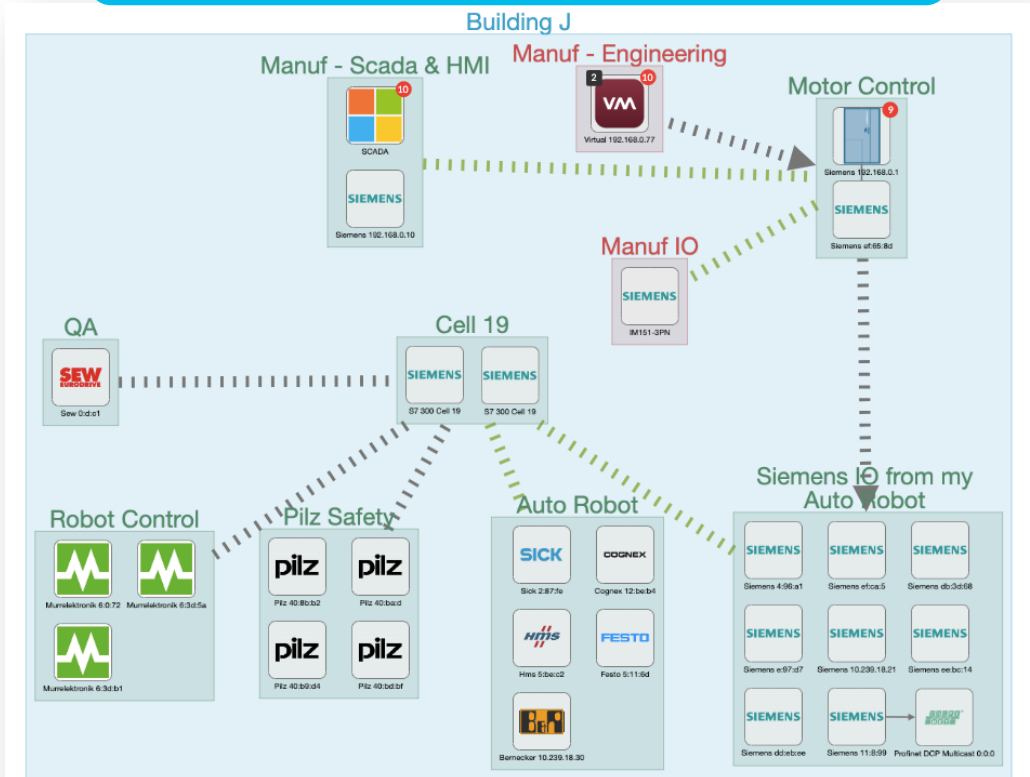 Building J
Manuf - Scada & HMI
10
SCADA
SIEMENS
Siemens 192.168.0.10
Manuf - Engineering
2
10
vm
Virtual 192.168.0.77
Motor Control
9
Siemens 192.168.0.1
SIEMENS
Siemens ef:65:8d
Manuf IO
SIEMENS
IM151-3PN
QA
SEW
EURODRIVE
Sew 0:d:c1
Cell 19
SIEMENS
SIEMENS
S7 300 Cell 19
S7 300 Cell 19
Robot Control
Murrelektronik 6:0:72
Murrelektronik 6:3d:5a
Murrelektronik 6:3d:b1
Pilz Safety
pilz
pilz
Pilz 40:8b:b2
Pilz 40:ba:d
pilz
pilz
Pilz 40:b9:d4
Pilz 40:bd:bf
Auto Robot
SICK
COGNEX
Sick 2:87:fe
Cognex 12:be:b4
HMS
FESTO
Hms 5:be:c2
Festo 5:11:6d
B&R
Bernecker 10.239.18.30
Siemens IO from my
Auto Robot
SIEMENS
SIEMENS
SIEMENS
Siemens 4:96:a1
Siemens ef:ca:5
Siemens db:3d:68
SIEMENS
SIEMENS
SIEMENS
Siemens e:97:d7
Siemens 10.239.18.21
Siemens ee:bc:14
SIEMENS
SIEMENS
Siemens dd:eb:ee
Siemens 11:8:99
Profinet DCP Multicast 0:0:0